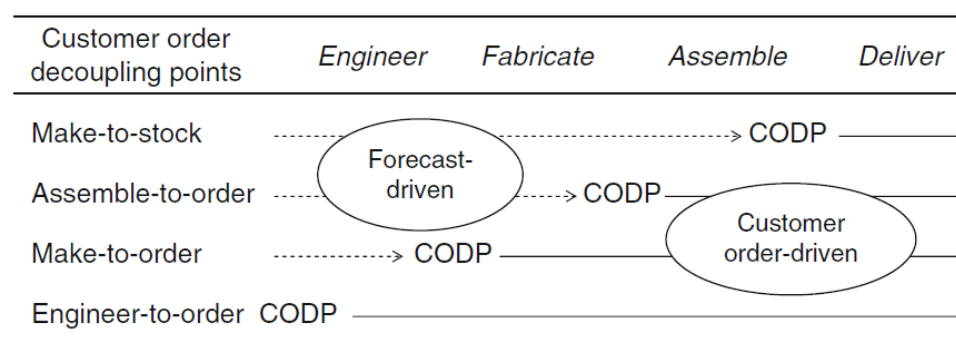 Customer order
decoupling points
Engineer Fabricate Assemble Deliver
Make-to-stock CODP
Forecast-
driven
Assemble-to-order CODP
Customer
order-driven
Make-to-order CODP
Engineer-to-order CODP